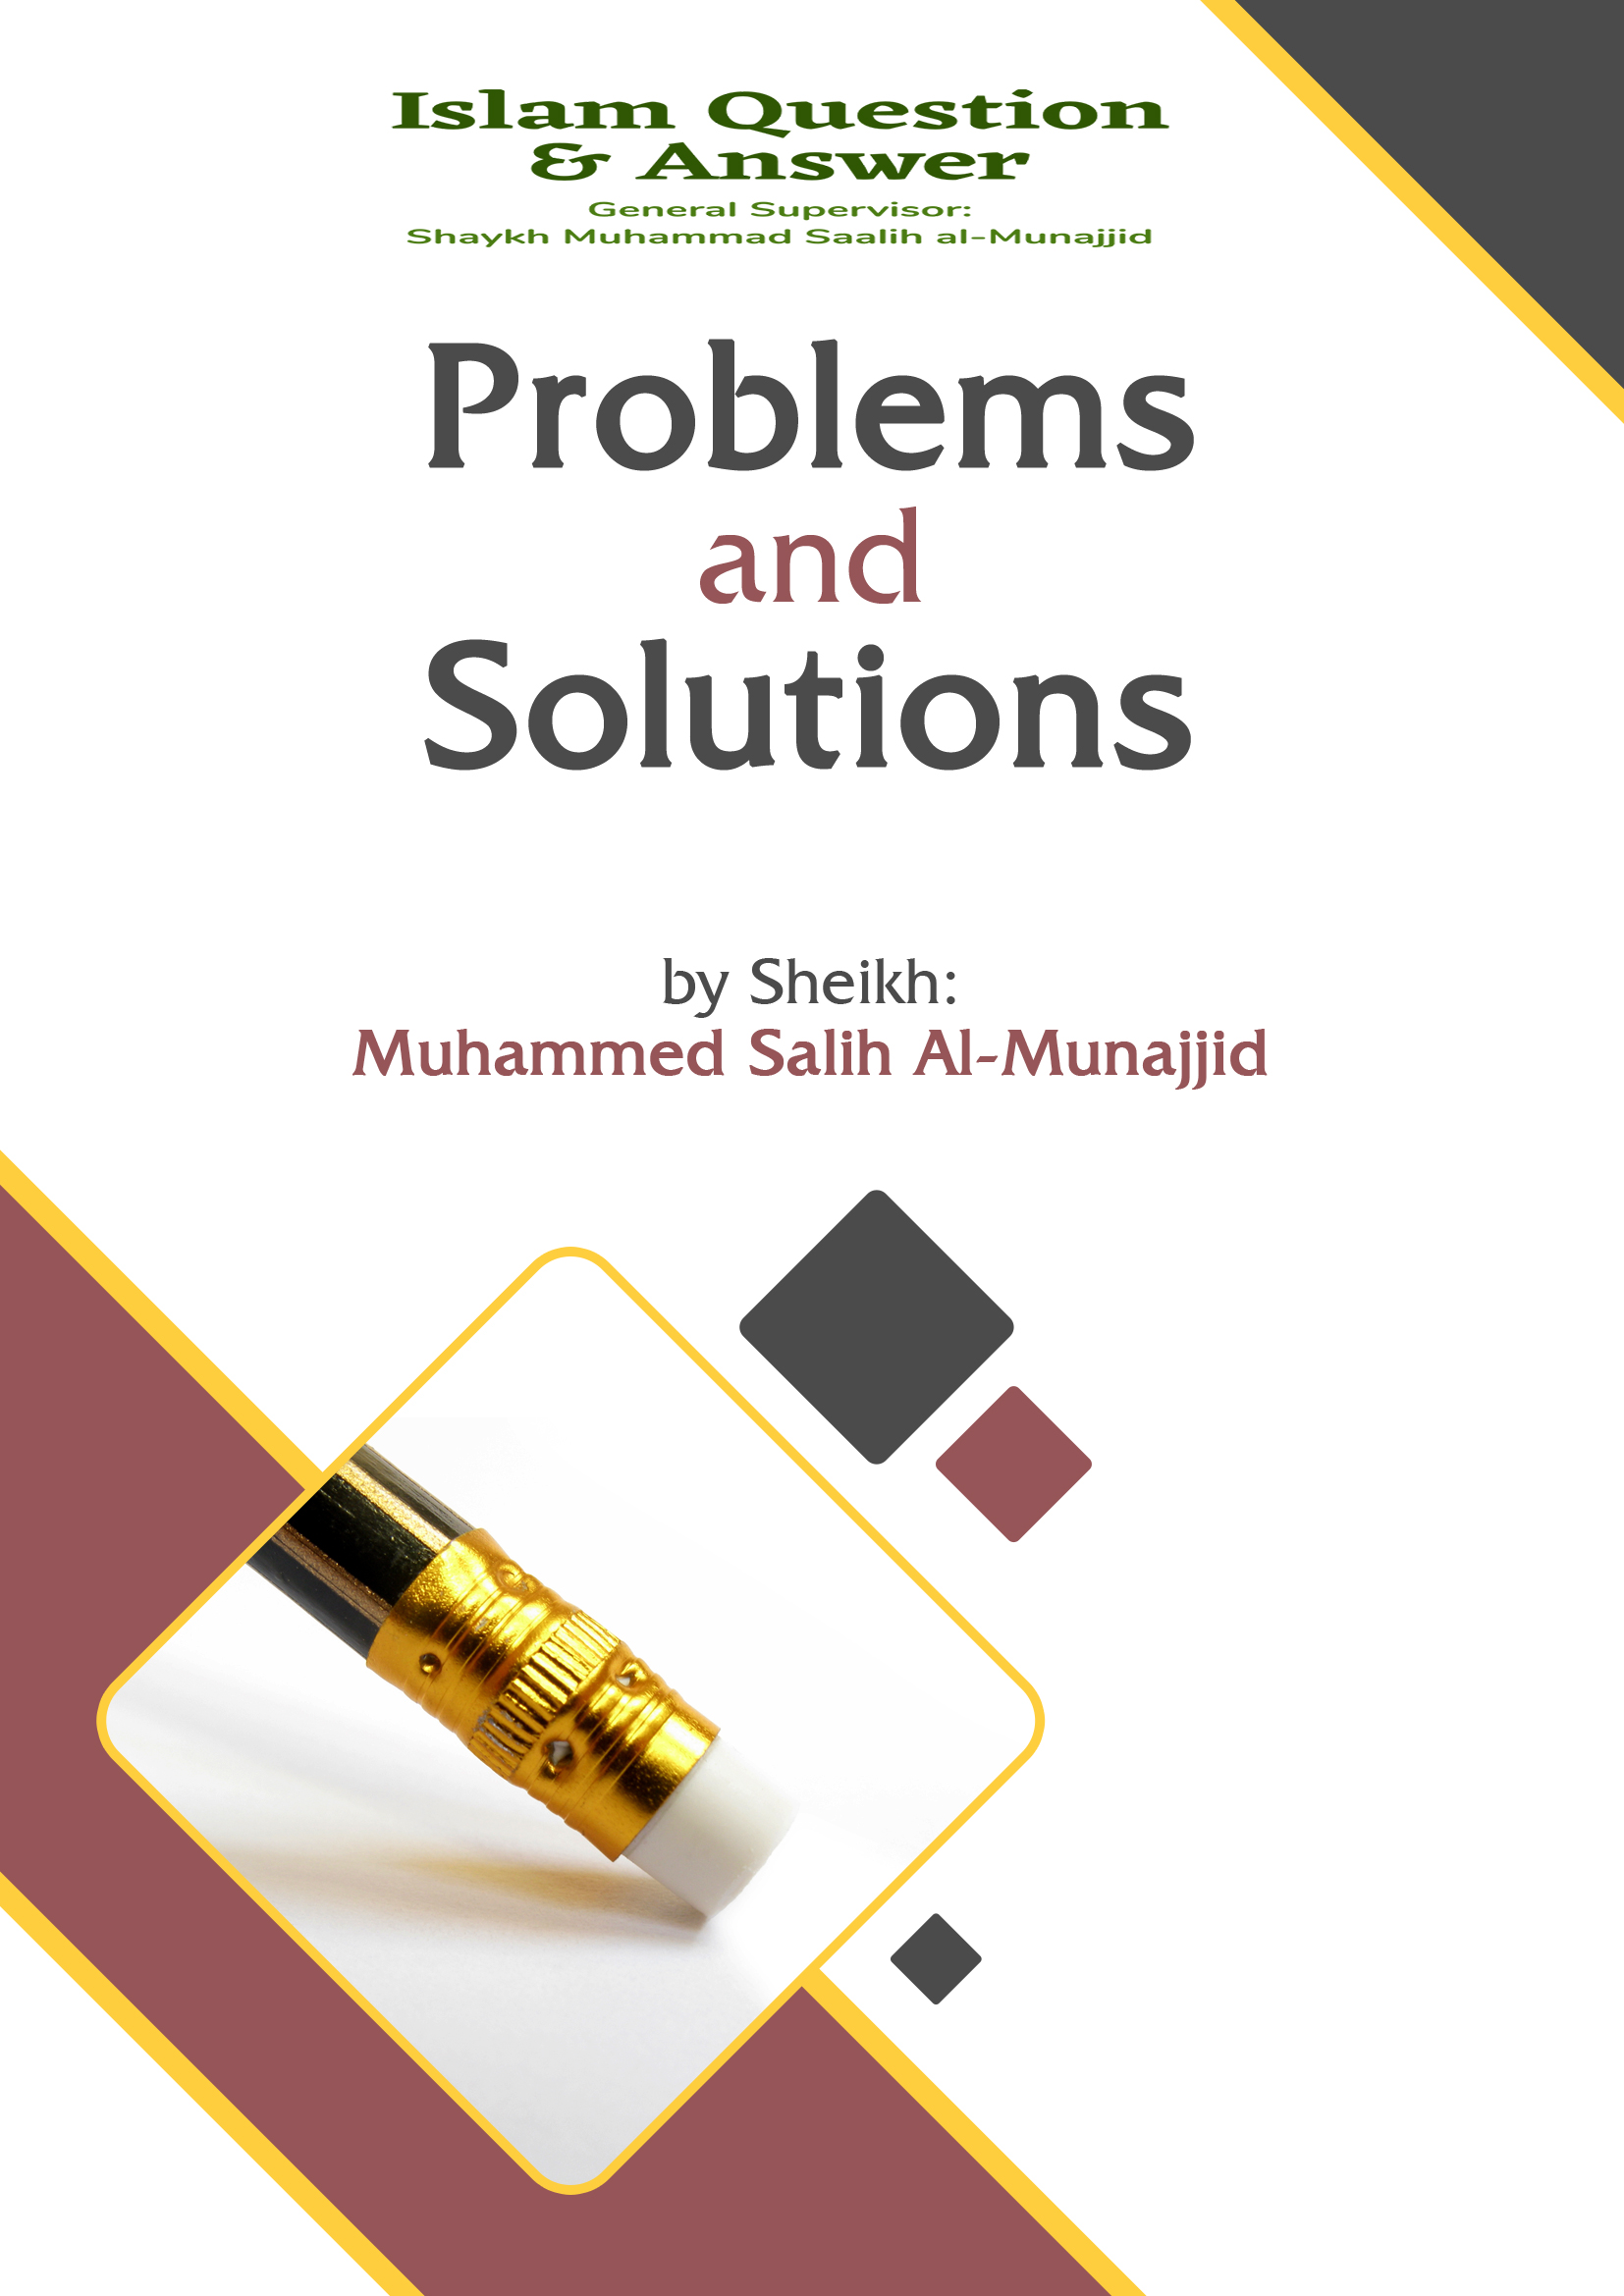 Islam Question
& Answer
General Supervisor:
Shaykh Muhammad Saalih al-Munajjid
Problems
and
Solutions
by Sheikh:
Muhammed Salih Al-Munajjid